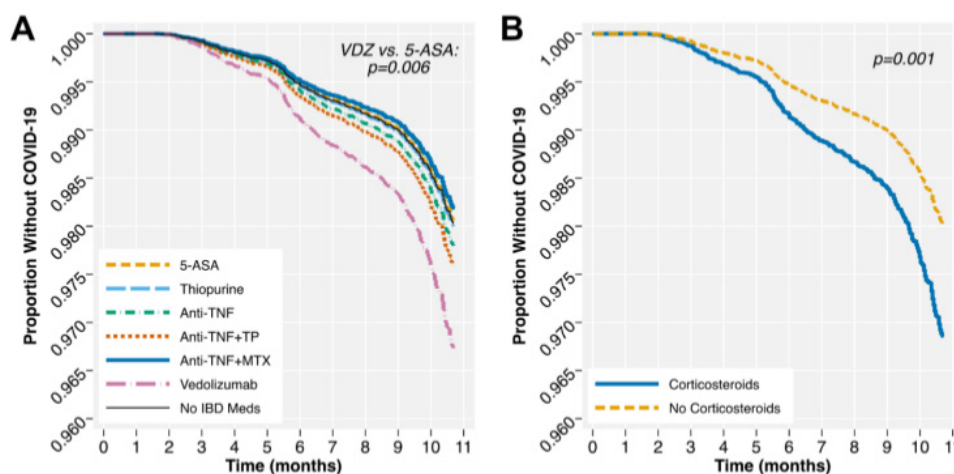 A
VDZ vs. 5-ASA:
p=0.006
Proportion Without COVID-19
1.000
0.995
0.990
0.985
0.980
0.975
0.970
0.965
0.960
5-ASA
Thiopurine
Anti-TNF
Anti-TNF+TP
Anti-TNF+MTX
Vedolizumab
No IBD Meds
0 1 2 3 4 5 6 7 8 9 10 11
Time (months)
B
p=0.001
Proportion Without COVID-19
1.000
0.995
0.990
0.985
0.980
0.975
0.970
0.965
0.960
Corticosteroids
No Corticosteroids
0 1 2 3 4 5 6 7 8 9 10 11
Time (months)